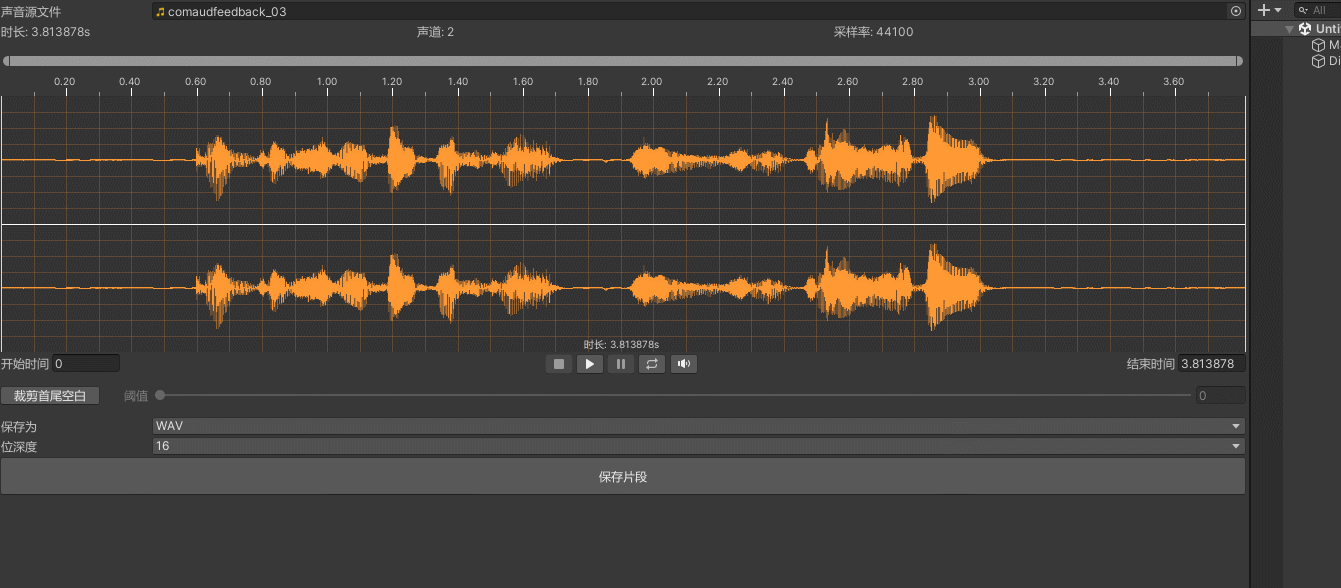 声音源文件 comaudfeedback_03
时长: 3.813878s 声道: 2 采样率: 44100
0.20 0.40 0.60 0.80 1.00 1.20 1.40 1.60 1.80 2.00 2.20 2.40 2.60 2.80 3.00 3.20 3.40 3.60
时长: 3.813878s
开始时间 0 结束时间 3.813878
裁剪首尾空白 阈值 0
保存为 WAV
位深度 16
保存片段
All
Unti
M
Di